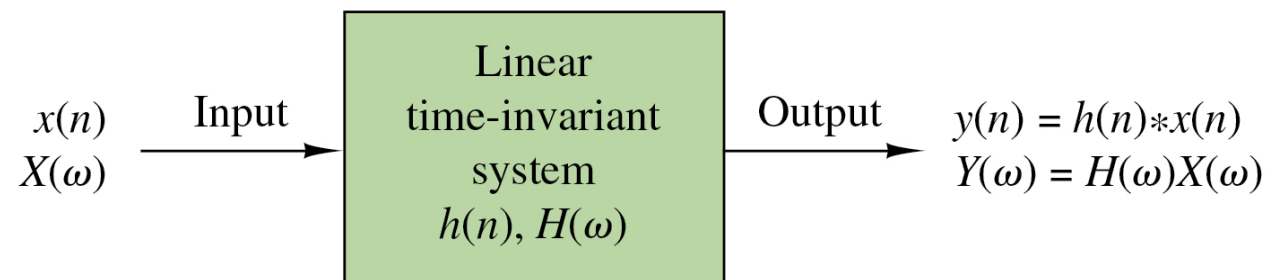 x(n)
X(ω)
Input
Linear
time-invariant
system
h(n), H(ω)
Output
y(n) = h(n)*x(n)
Y(ω) = H(ω)X(ω)